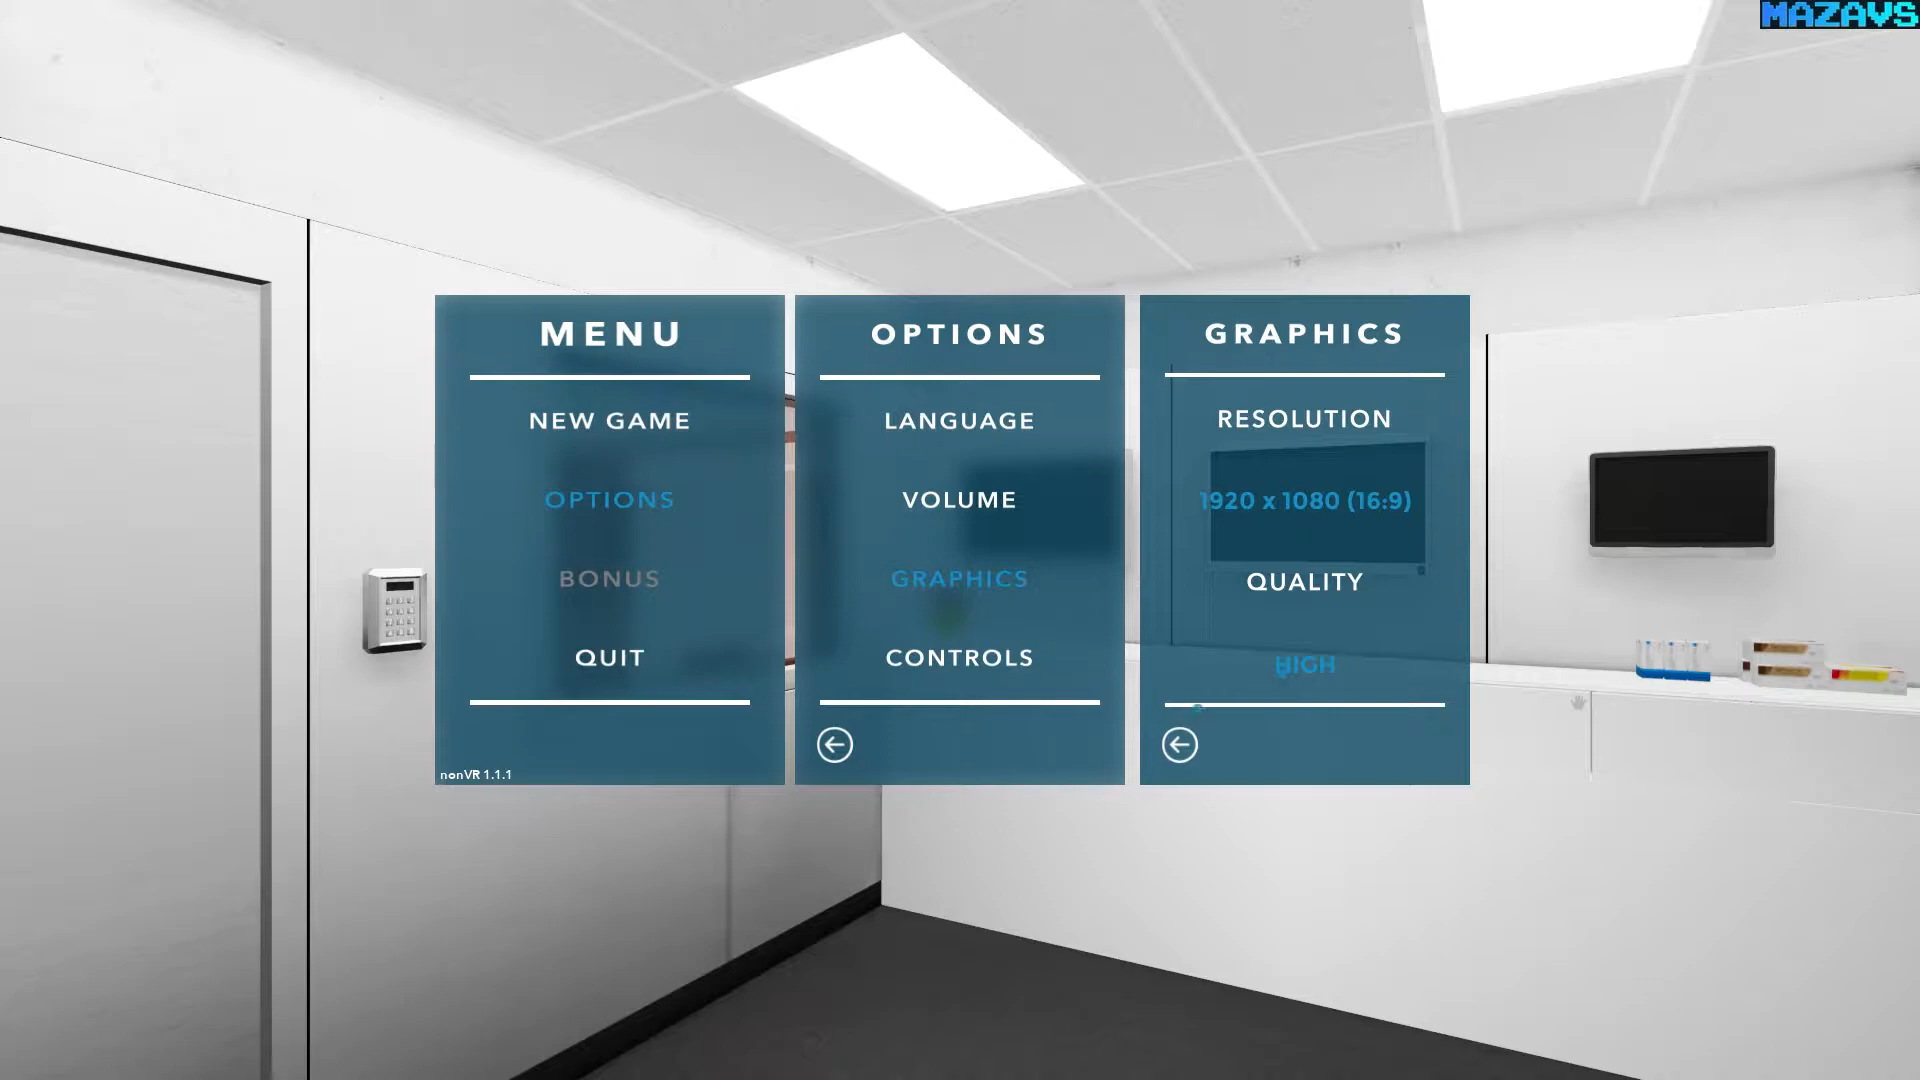 MAZAVS
MENU
NEW GAME
OPTIONS
BONUS
QUIT
nonVR 1.1.1
OPTIONS
LANGUAGE
VOLUME
GRAPHICS
CONTROLS
GRAPHICS
RESOLUTION
1920 x 1080 (16:9)
QUALITY
HIGH